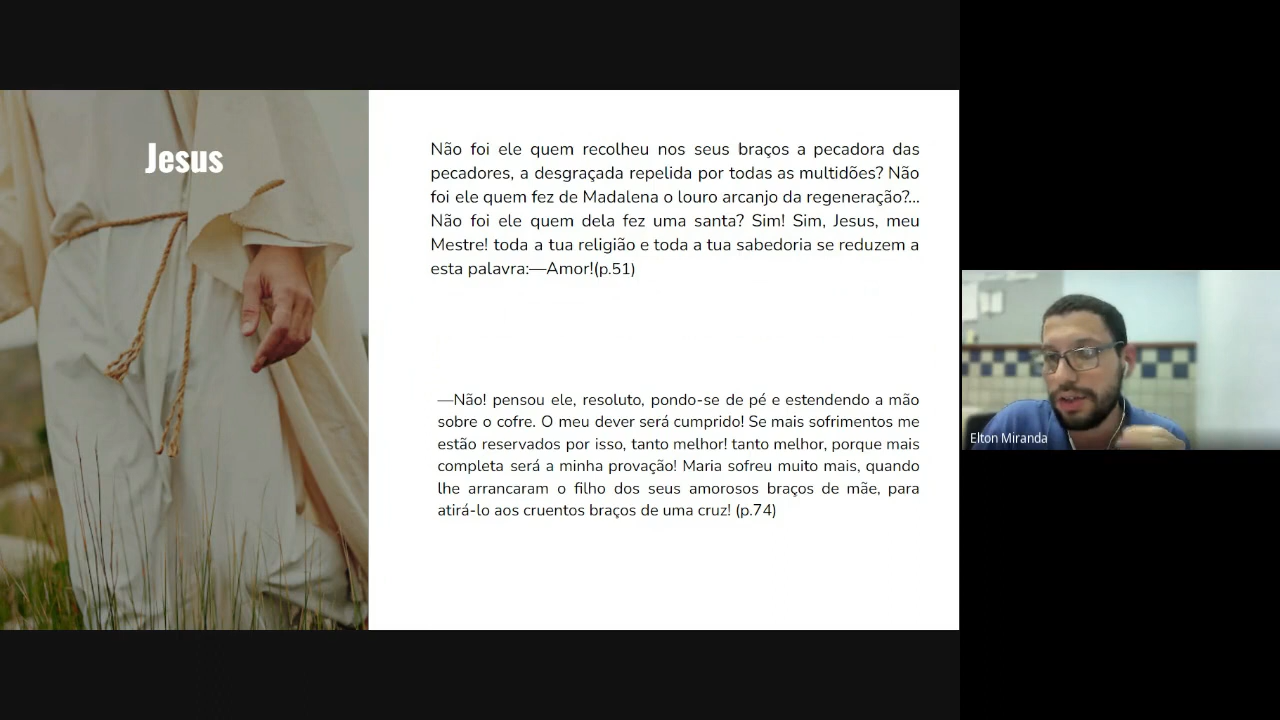 Jesus
Não foi ele quem recolheu nos seus braços a pecadora das
pecadores, a desgraçada repelida por todas as multidões? Não
foi ele quem fez de Madalena o louro arcanjo da regeneração?...
Não foi ele quem dela fez uma santa? Sim! Sim, Jesus, meu
Mestre! toda a tua religião e toda a tua sabedoria se reduzem a
esta palavra:—Amor!(p.51)
—Não! pensou ele, resoluto, pondo-se de pé e estendendo a mão
sobre o cofre. O meu dever será cumprido! Se mais sofrimentos me
estão reservados por isso, tanto melhor! tanto melhor, porque mais
completa será a minha provação! Maria sofreu muito mais, quando
lhe arrancaram o filho dos seus amorosos braços de mãe, para
atirá-lo aos cruentos braços de uma cruz! (p.74)
Elton Miranda